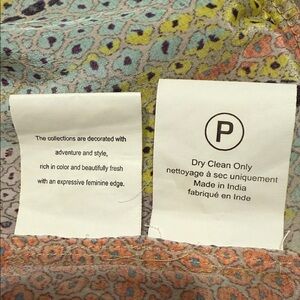 The collections are decorated with
adventure and style,
rich in color and beautifully fresh
with an expressive feminine edge.
P
Dry Clean Only
nettoyage à sec uniquement
Made in India
fabriqué en Inde